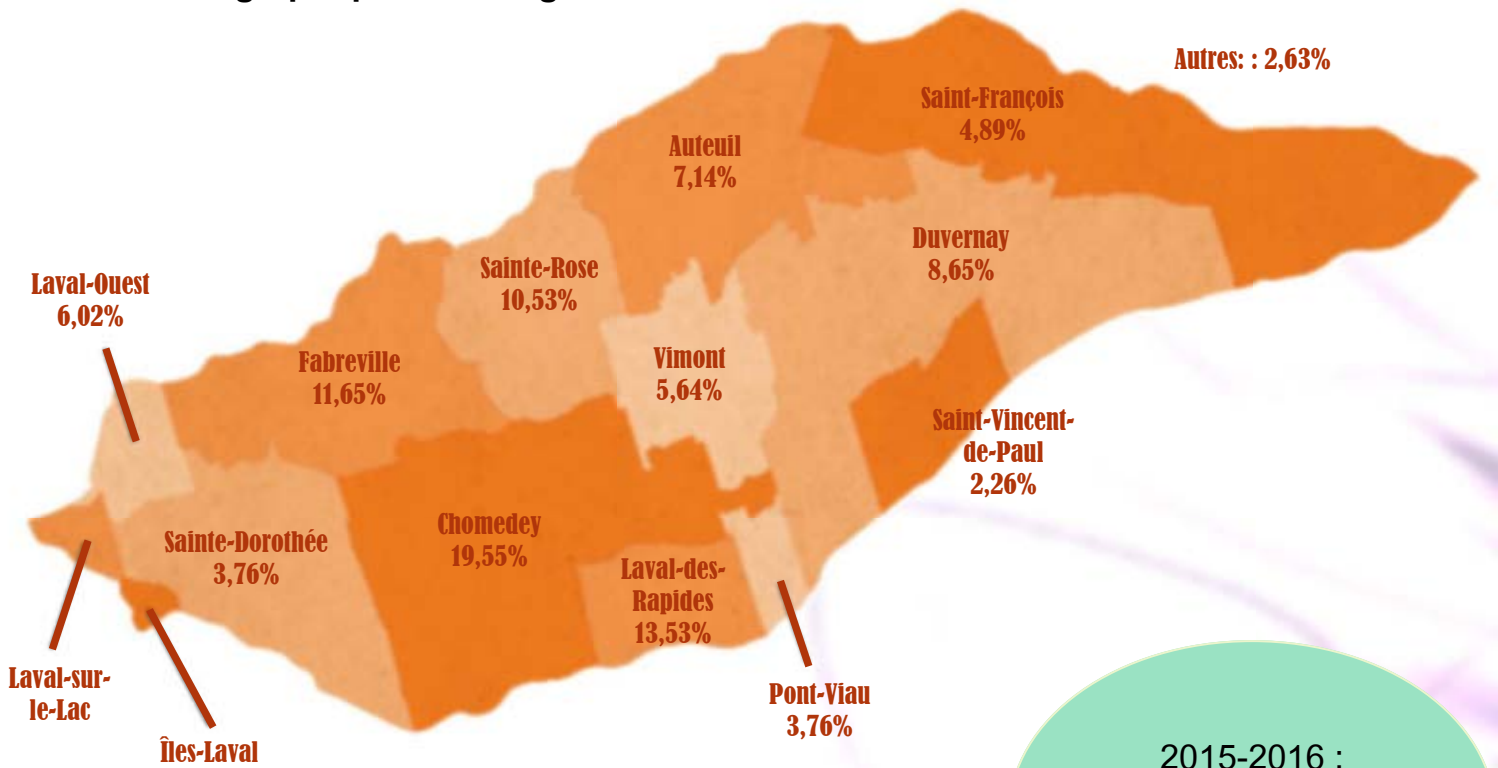 Autres: : 2,63%
Saint-François
4,89%
Auteuil
7,14%
Duvernay
8,65%
Sainte-Rose
10,53%
Laval-Ouest
6,02%
Fabreville
11,65%
Vimont
5,64%
Saint-Vincent-
de-Paul
2,26%
Chomedey
19,55%
Sainte-Dorothée
3,76%
Laval-des-
Rapides
13,53%
Laval-sur-
le-Lac
Pont-Viau
3,76%
Îles-Laval
2015-2016 :